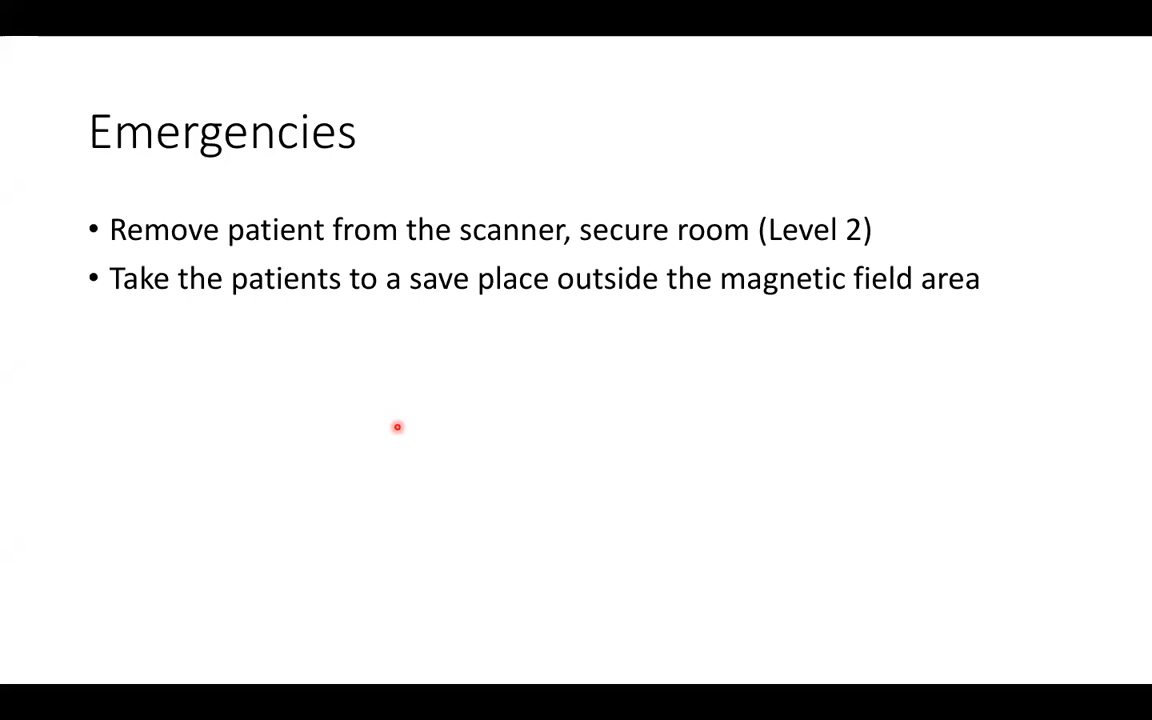 Emergencies
• Remove patient from the scanner, secure room (Level 2)
• Take the patients to a save place outside the magnetic field area